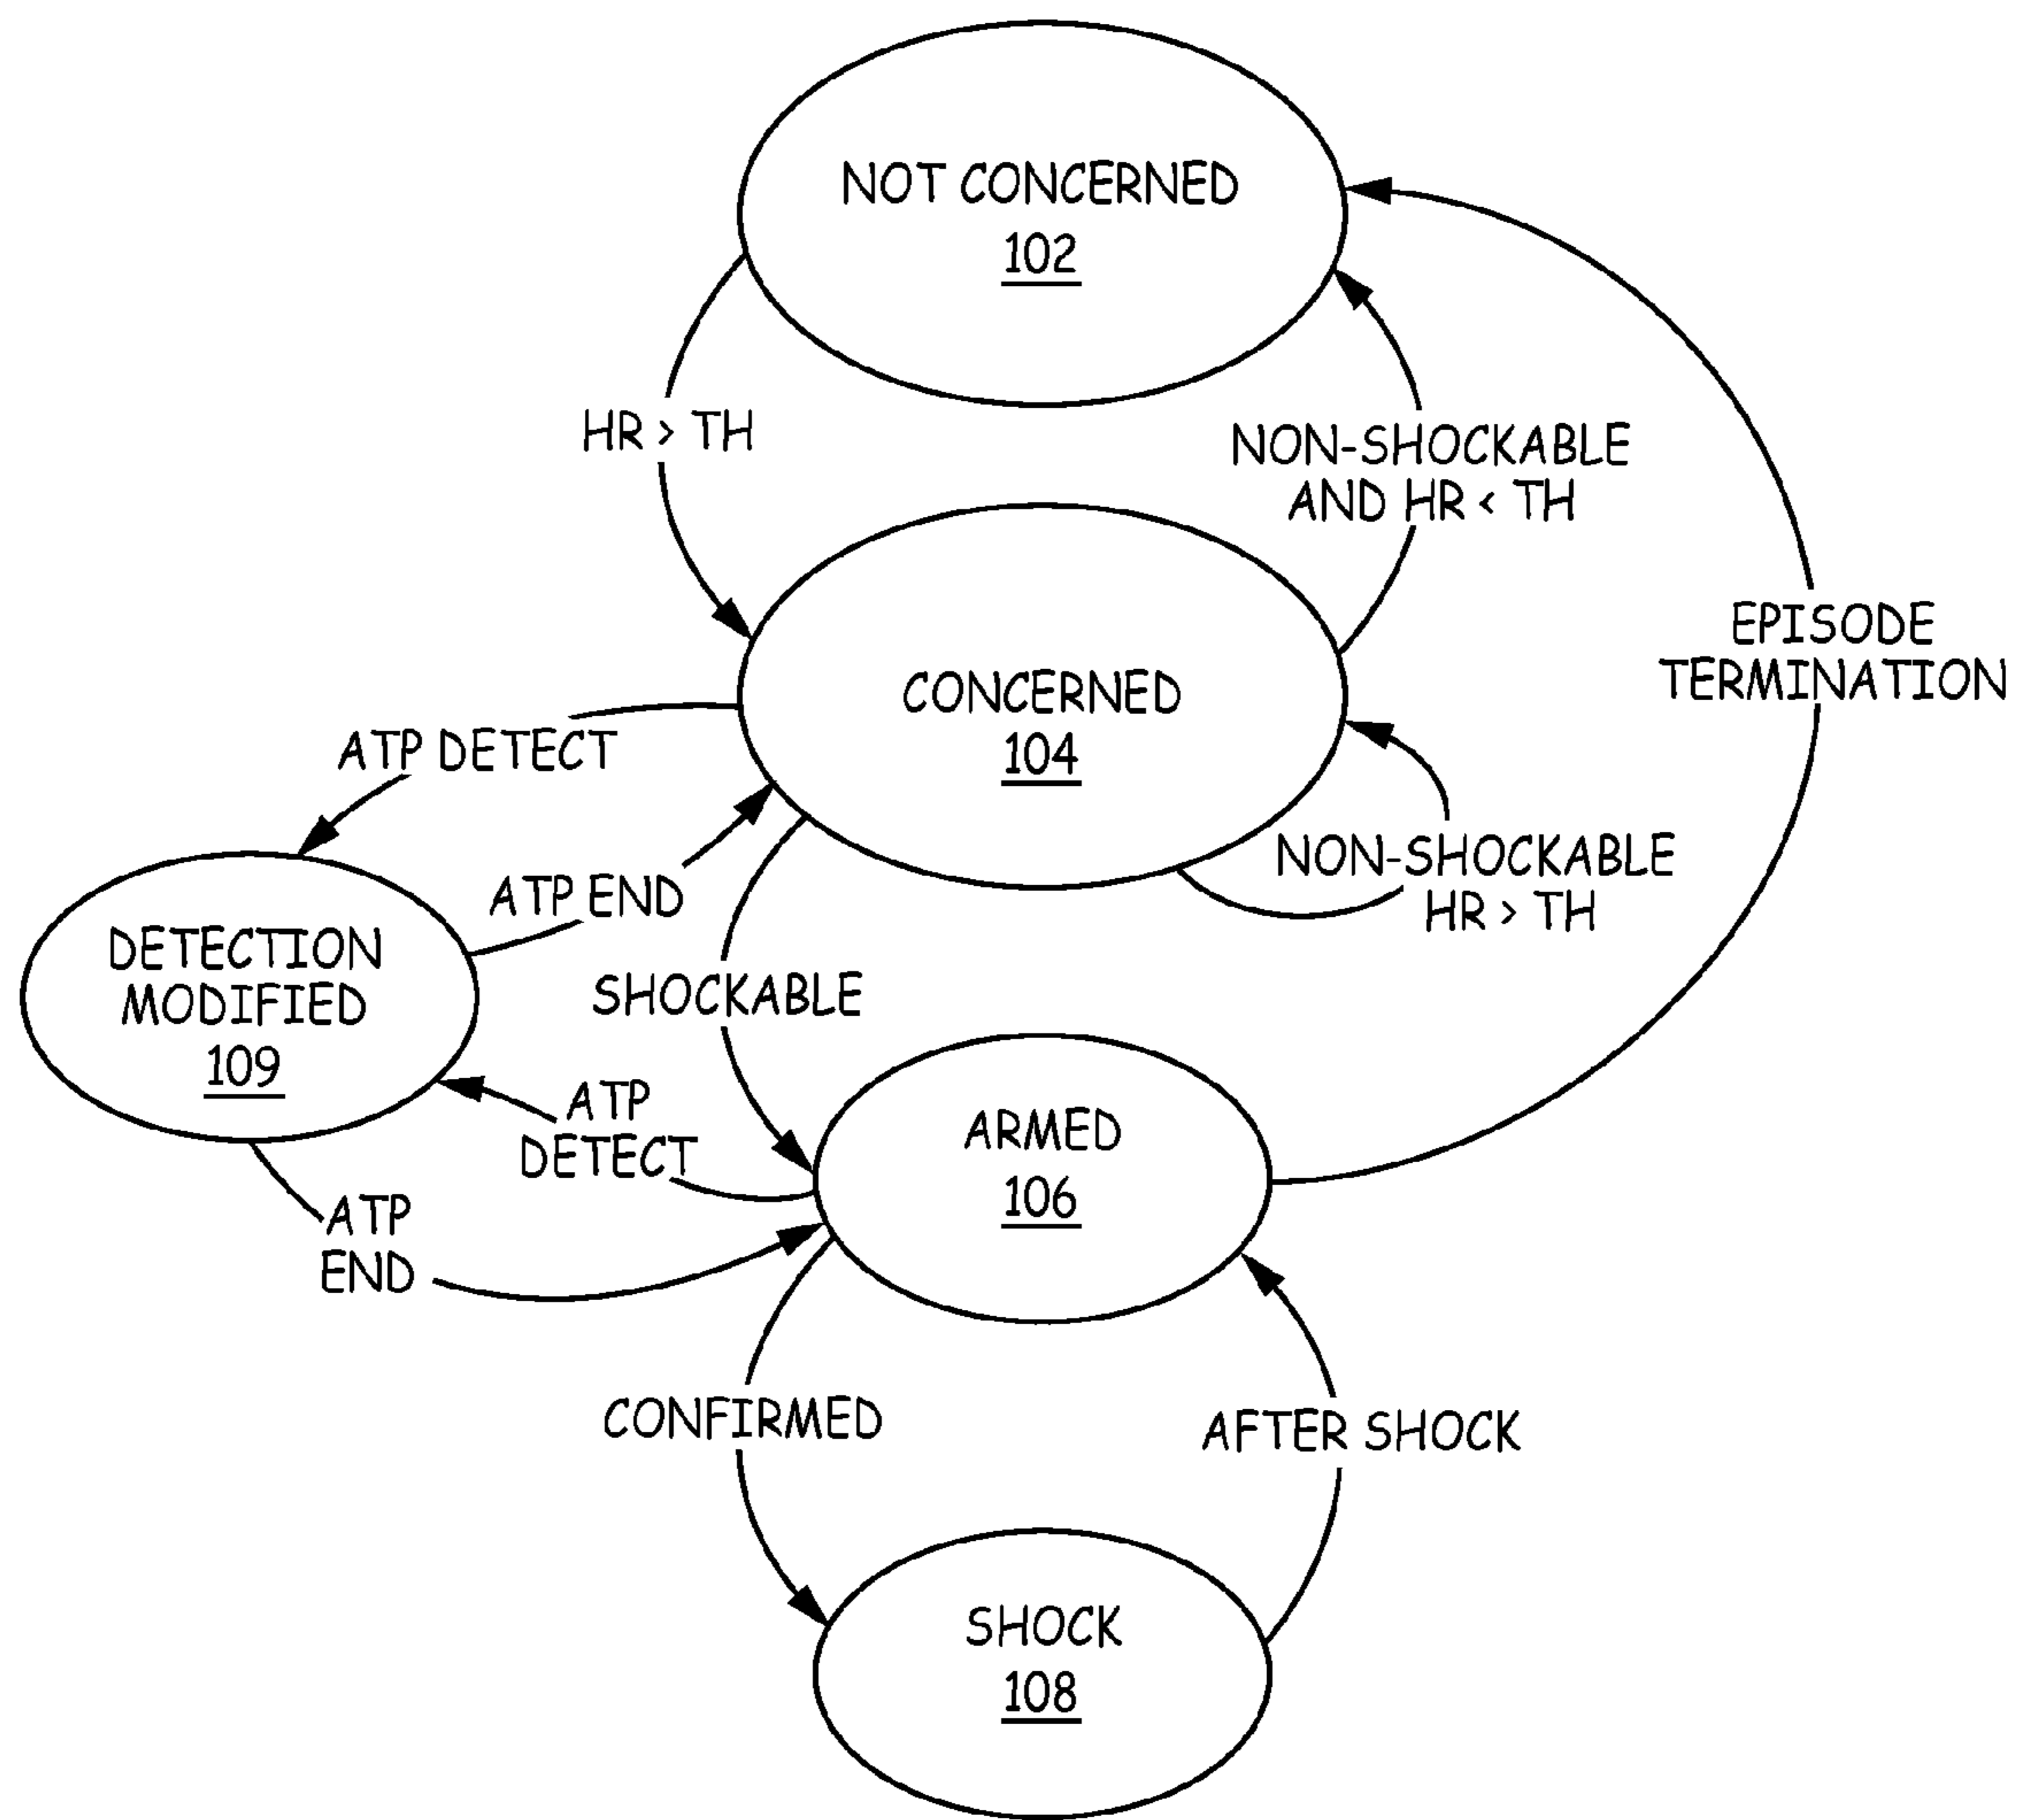 NOT CONCERNED
102
HR > TH
NON-SHOCKABLE
AND HR < TH
EPISODE
TERMINATION
CONCERNED
104
ATP DETECT
NON-SHOCKABLE
HR > TH
ATP END
DETECTION
MODIFIED
109
SHOCKABLE
ATP
DETECT
ARMED
106
ATP
END
CONFIRMED
AFTER SHOCK
SHOCK
108